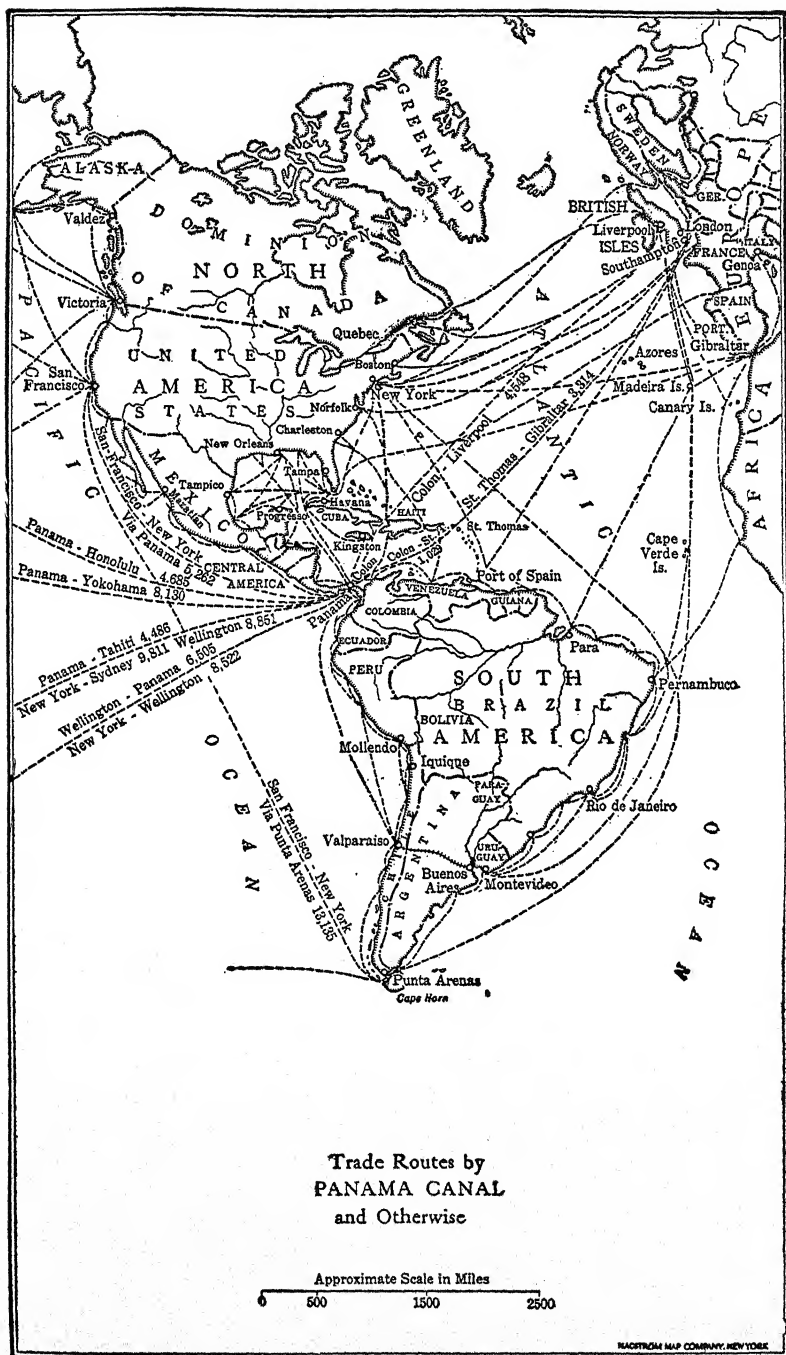 GREENLAND
ALASKA
Valdez
DOMINION
OF CANADA
NORTH
Victoria
Quebec
UNITED
AMERICA
STATES
San
Francisco
Boston
New York
Norfolk
Charleston
New Orleans
Tampa
Tampico
Havana
MEXICO
Mazatlan
Progresso
CUBA
HAITI
Kingston
St. Thomas
CENTRAL
AMERICA
PACIFIC
OCEAN
ATLANTIC
OCEAN
SWEDEN
NORWAY
EUROPE
GER.
BRITISH
ISLES
Liverpool
London
Southampton
FRANCE
ITALY
Genoa
SPAIN
PORT.
Gibraltar
Azores
Madeira Is.
Canary Is.
AFRICA
Cape
Verde
Is.
Colon - Liverpool 4,548
St. Thomas - Gibraltar 3,314
Colon - St.
1,029
San Francisco - New York
Via Panama 5,262
Panama - Honolulu 4,685
Panama - Yokohama 8,130
Panama - Tahiti 4,486
New York - Sydney 9,811 Wellington 8,851
Wellington - Panama 6,505
New York - Wellington 8,522
Panama
Colon
Port of Spain
VENEZUELA
GUIANA
COLOMBIA
ECUADOR
PERU
Para
Pernambuco
SOUTH
BRAZIL
AMERICA
BOLIVIA
Mollendo
Iquique
PARA-
GUAY
Rio de Janeiro
CHILE
ARGENTINA
Valparaiso
URU-
GUAY
Buenos
Aires
Montevideo
San Francisco - New York
Via Punta Arenas 13,135
Punta Arenas
Cape Horn
Trade Routes by
PANAMA CANAL
and Otherwise
Approximate Scale in Miles
0 500 1500 2500
HAGSTROM MAP COMPANY, NEW YORK